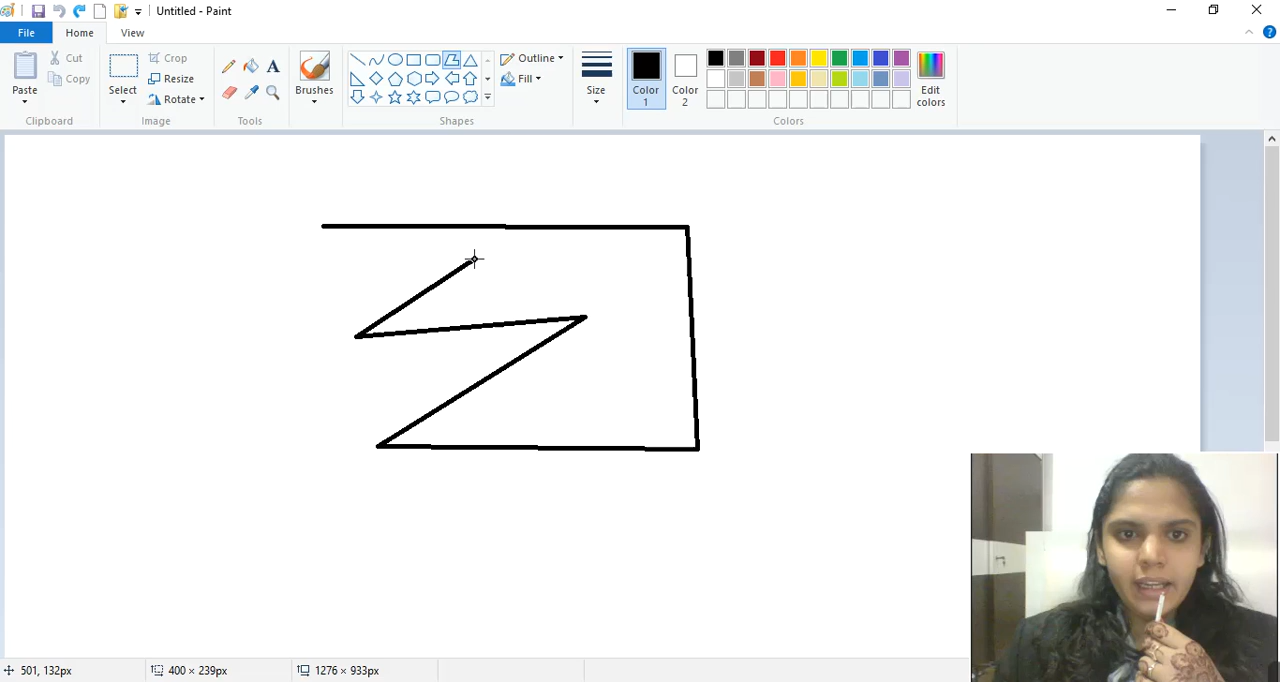 Untitled - Paint
File Home View
Paste
Cut
Copy
Clipboard
Select
Crop
Resize
Rotate
Image
A
Tools
Brushes
Shapes
Outline
Fill
Size
Color 1
Color 2
Colors
Edit colors
501, 132px 400 × 239px 1276 × 933px